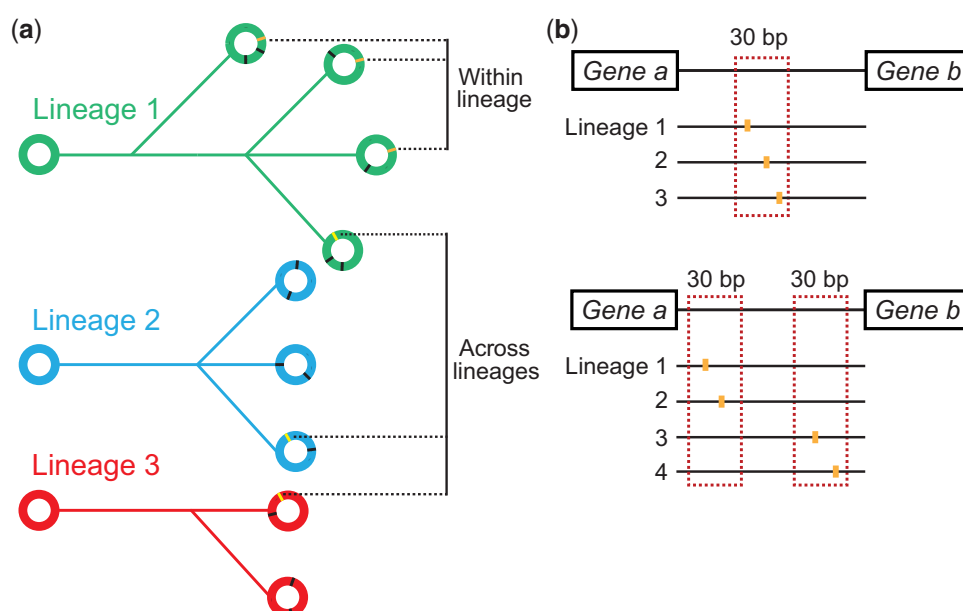 (a)
Lineage 1
Within
lineage
Lineage 2
Across
lineages
Lineage 3
(b)
30 bp
Gene a
Gene b
Lineage 1
2
3
30 bp
30 bp
Gene a
Gene b
Lineage 1
2
3
4